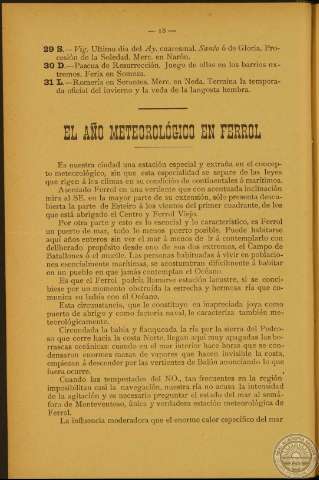 — 18 —
29 S.—Vig. Ultimo día del Ay. cuaresmal. Santo ó de Gloria. Pro-
cesión de la Soledad. Merc. en Narón.
30 D.—Pascua de Resurrección. Juego de ollas en los barrios ex-
tremos. Feria en Somoza.
31 L.—Romería en Serantes. Merc. en Neda. Termina la tempora-
da oficial del invierno y la veda de la langosta hembra.
EL AÑO METEOROLÓGICO EN FERROL
Es nuestra ciudad una estación especial y extraña en el concep-
to meteorológico, sin que esta especialidad se separe de las leyes
que rigen á los climas en su condición de continentales ó marítimos.
Asentado Ferrol en una vertiente que con acentuada inclinación
mira al SE. en la mayor parte de su extensión, sólo presenta descu-
bierta la parte de Esteiro á los vientos del primer cuadrante, de los
que está abrigado el Centro y Ferrol Viejo.
Por otra parte y esto es lo esencial y lo característico, es Ferrol
un puerto de mar, todo lo menos puerto posible. Puede habitarse
aquí años enteros sin ver el mar á menos de ir á contemplarlo con
deliberado propósito desde uno de sus dos extremos, el Campo de
Batallones ó el muelle. Las personas habituadas á vivir en poblacio-
nes esencialmente marítimas, se acostumbran difícilmente á habitar
en un pueblo en que jamás contemplan el Océano.
Es que el Ferrol podría llamarse estación lacustre, si se conci-
biese por un momento obstruída la estrecha y hermosa ría que co-
munica su bahía con el Océano.
Esta circunstancia, que le constituye en inapreciada joya como
puerto de abrigo y como factoría naval, le caracteriza también me-
teorológicamente.
Circundada la bahía y flanqueada la ría por la sierra del Pedro-
so que corre hacia la costa Norte, llegan aquí muy apagadas las bo-
rrascas oceánicas cuando en el mar interior hace horas que se con-
densaron enormes masas de vapores que hacen invisible la costa,
empiezan á descender por las vertientes de Balón anunciando lo que
fuera ocurre.
Cuando las tempestades del NO., tan frecuentes en la región
imposibilitan casi la navegación, nuestra ría no acusa la intensidad
de la agitación y es necesario preguntar el estado del mar al semá-
foro de Monteventoso, única y verdadera estación meteorológica de
Ferrol.
La influencia moderadora que el enorme calor específico del mar